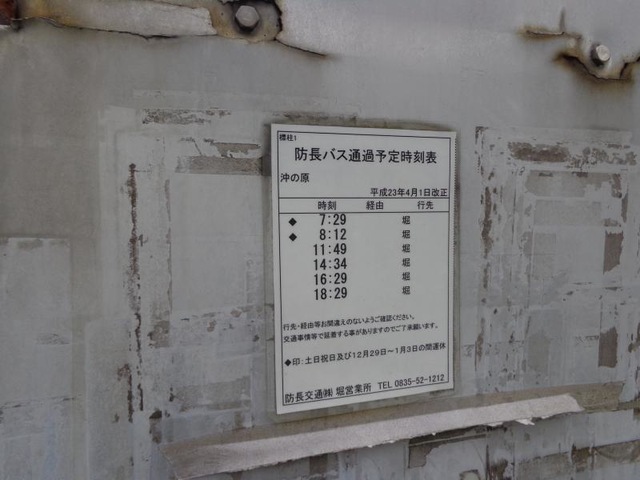 標柱1
防長バス通過予定時刻表
沖の原
平成23年4月1日改正
時刻 経由 行先
◆ 7:29 堀
◆ 8:12 堀
11:49 堀
14:34 堀
16:29 堀
18:29 堀
行先・経由等お間違えのないようご確認ください。
交通事情等で延着する事がありますのでご了承願います。
◆印:土日祝日及び12月29日~1月3日の間運休
防長交通㈱ 堀営業所 TEL 0835-52-1212